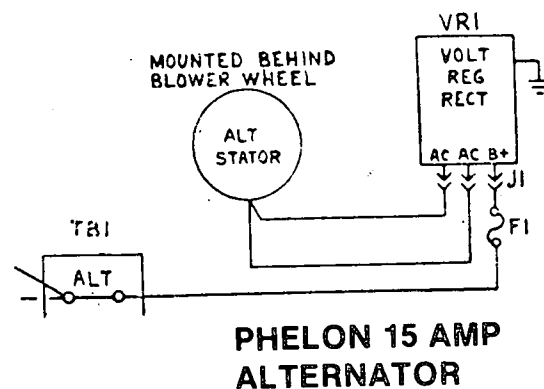 VR1
MOUNTED BEHIND
BLOWER WHEEL
VOLT
REG
RECT
ALT
STATOR
AC AC B+
J1
F1
TB1
ALT
PHELON 15 AMP
ALTERNATOR